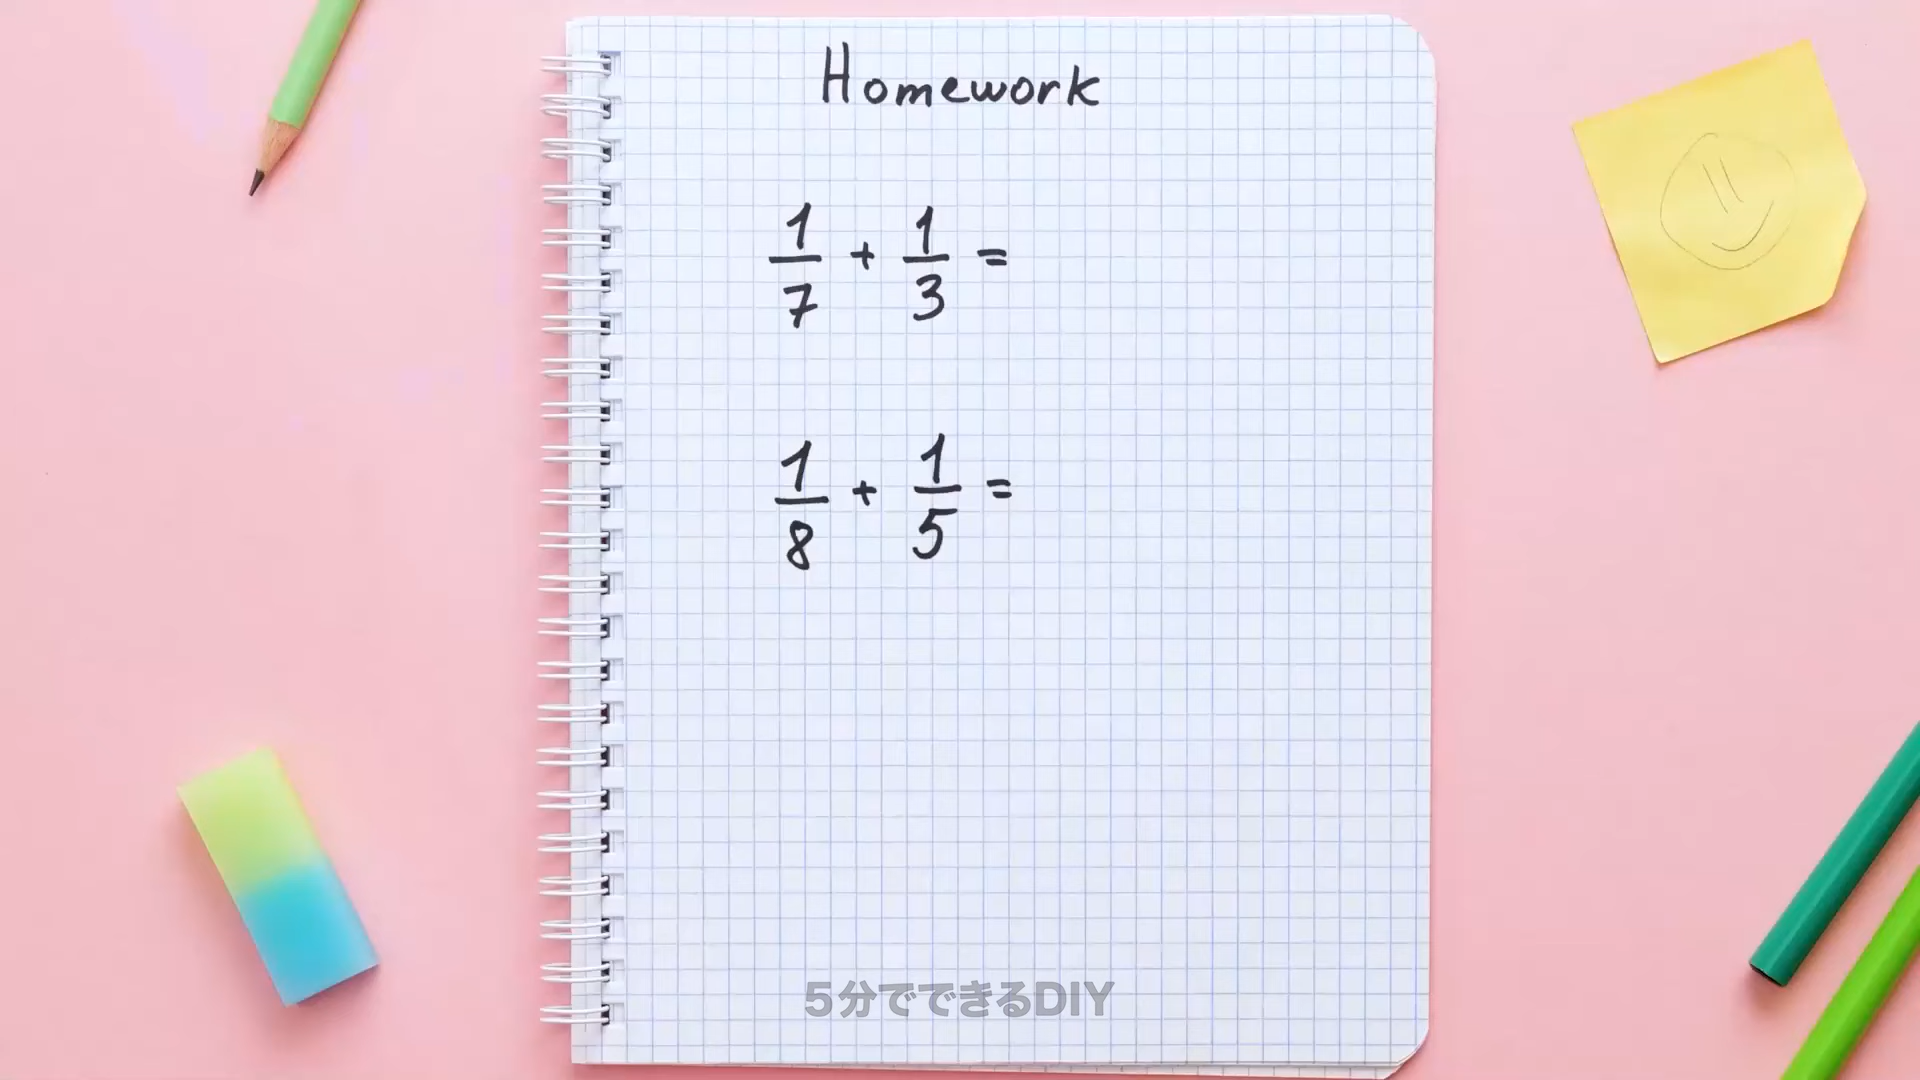 Homework
1/7 + 1/3 =
1/8 + 1/5 =
5分でできるDIY